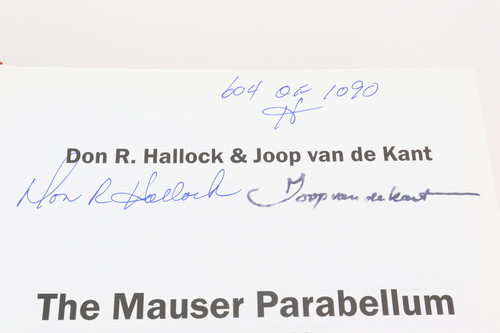 604 OF 1090
H
Don R. Hallock & Joop van de Kant
Don R Hallock Joop van de Kant
The Mauser Parabellum